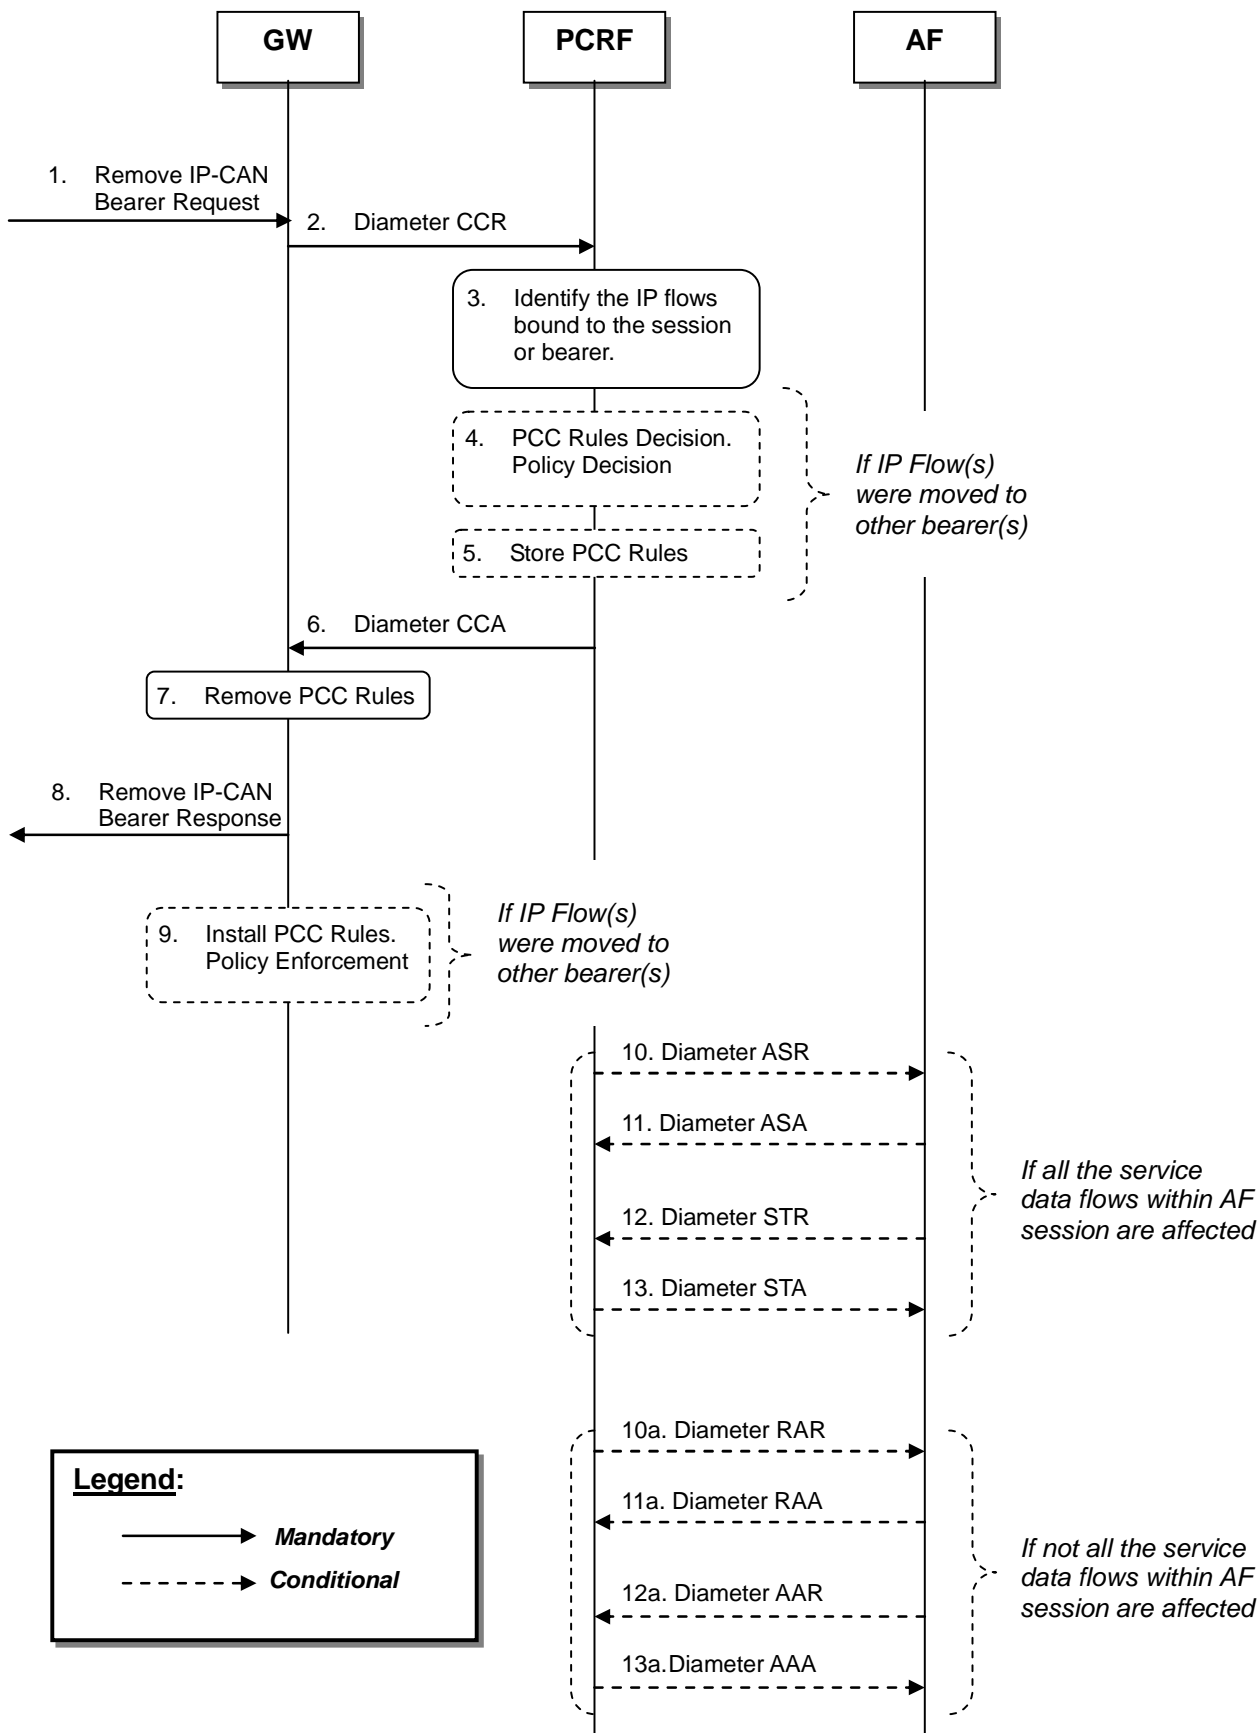 GW
PCRF
AF
1. Remove IP-CAN
Bearer Request
2. Diameter CCR
3. Identify the IP flows
bound to the session
or bearer.
4. PCC Rules Decision.
Policy Decision
If IP Flow(s)
were moved to
other bearer(s)
5. Store PCC Rules
6. Diameter CCA
7. Remove PCC Rules
8. Remove IP-CAN
Bearer Response
9. Install PCC Rules.
Policy Enforcement
If IP Flow(s)
were moved to
other bearer(s)
10. Diameter ASR
11. Diameter ASA
12. Diameter STR
13. Diameter STA
If all the service
data flows within AF
session are affected
10a. Diameter RAR
11a. Diameter RAA
12a. Diameter AAR
13a.Diameter AAA
If not all the service
data flows within AF
session are affected
Legend:
Mandatory
Conditional